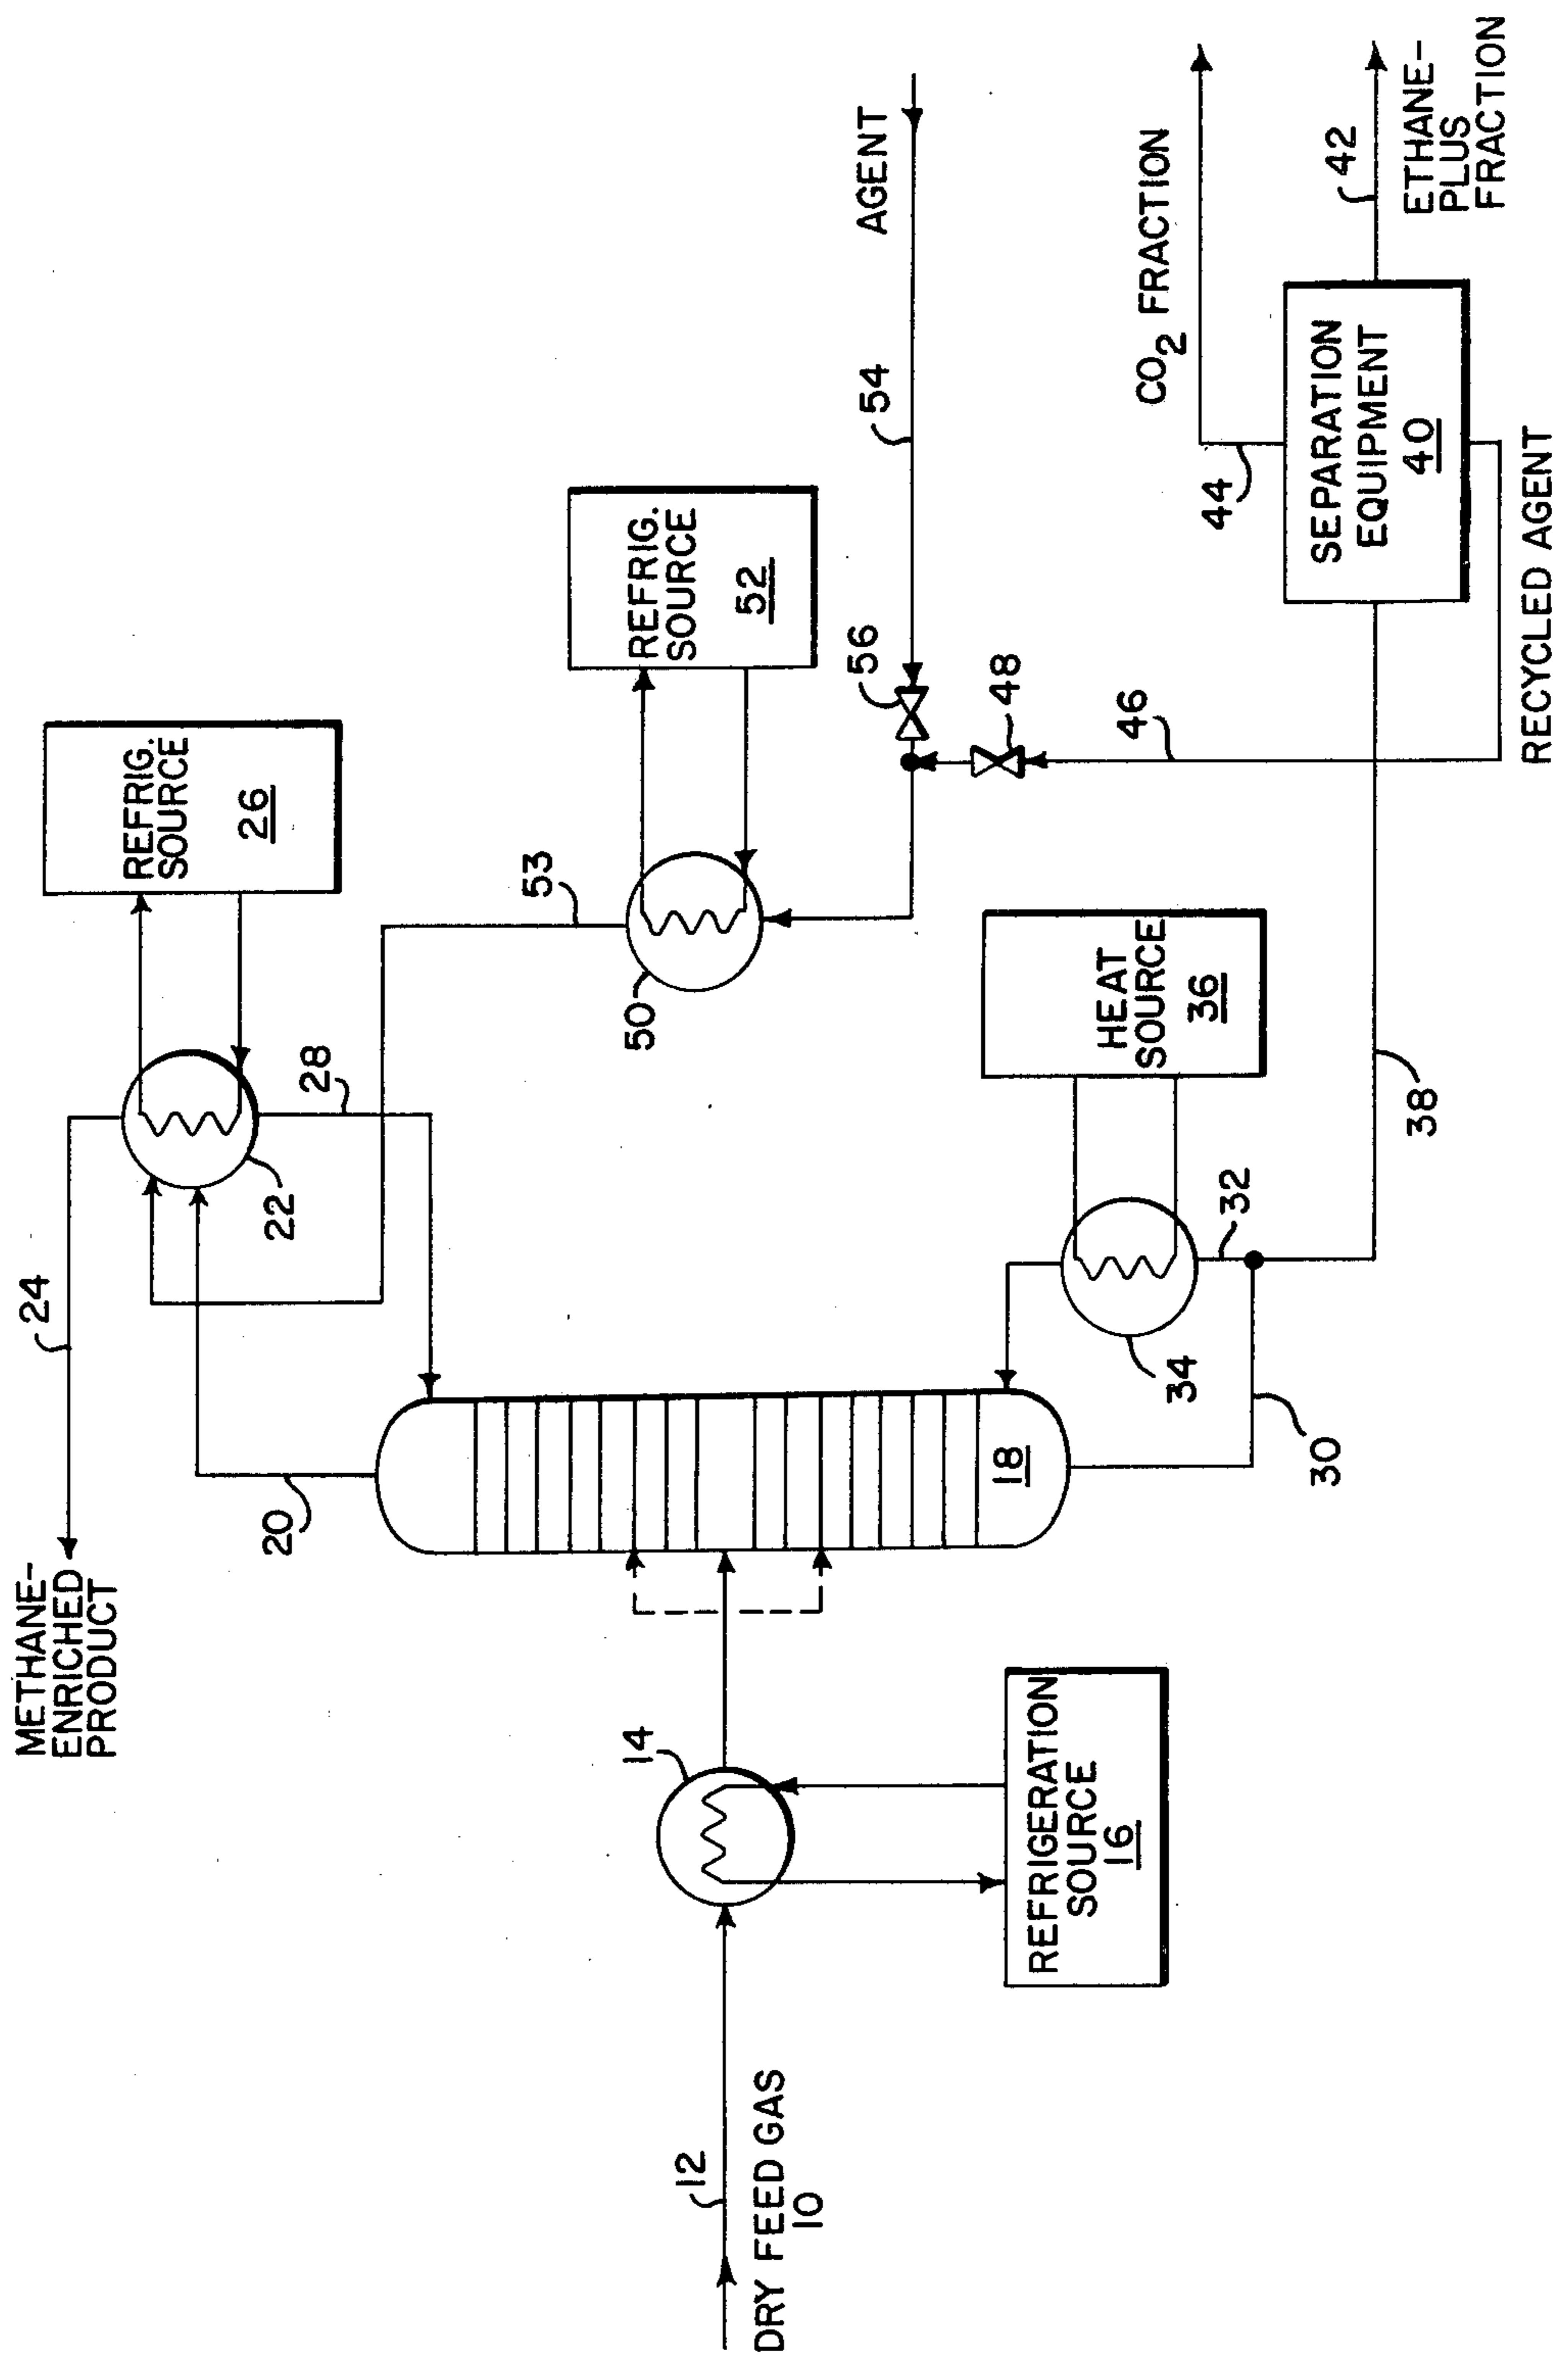 METHANE-
ENRICHED
PRODUCT
24
20
22
28
REFRIG.
SOURCE
26
53
50
REFRIG.
SOURCE
52
AGENT
54
56
48
46
DRY FEED GAS
10
12
14
REFRIGERATION
SOURCE
16
18
30
32
34
HEAT
SOURCE
36
38
SEPARATION
EQUIPMENT
40
44
CO2 FRACTION
42
ETHANE-
PLUS
FRACTION
RECYCLED AGENT